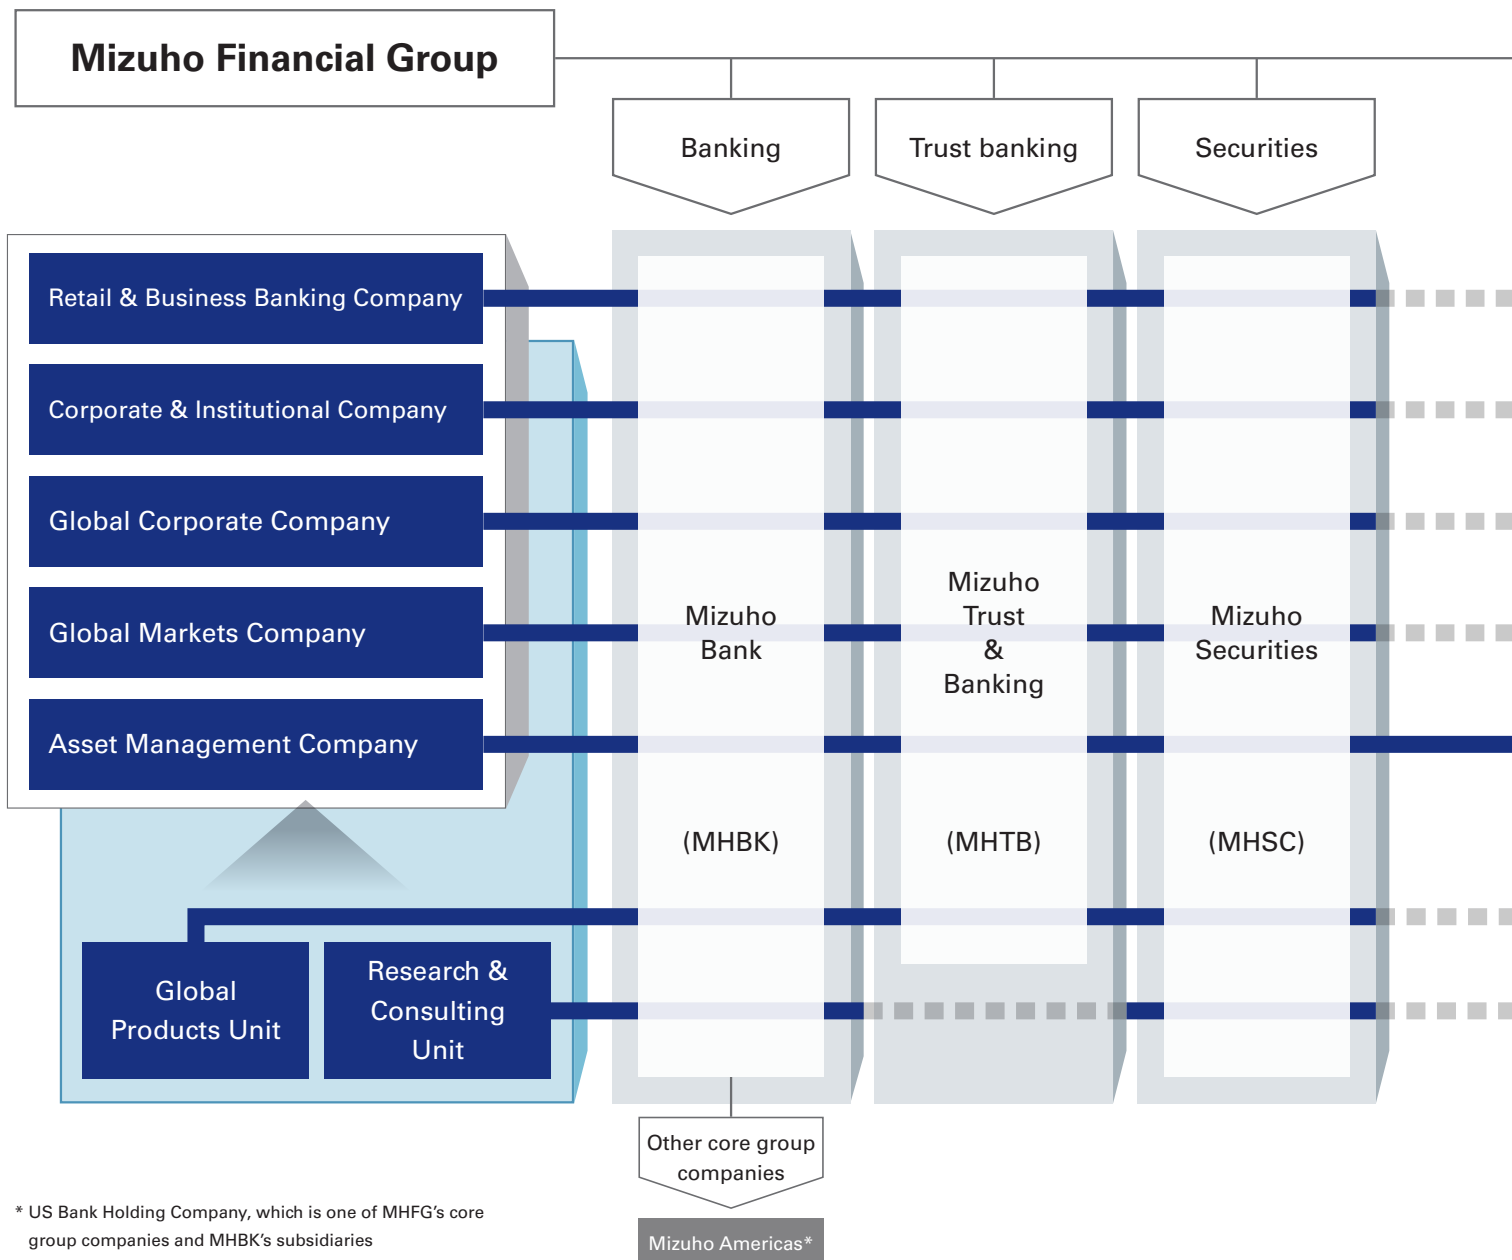 Mizuho Financial Group
Banking
Trust banking
Securities
Retail & Business Banking Company
Corporate & Institutional Company
Global Corporate Company
Global Markets Company
Asset Management Company
Mizuho
Bank
(MHBK)
Mizuho
Trust
&
Banking
(MHTB)
Mizuho
Securities
(MHSC)
Global
Products Unit
Research &
Consulting
Unit
Other core group
companies
Mizuho Americas*
* US Bank Holding Company, which is one of MHFG's core
group companies and MHBK's subsidiaries